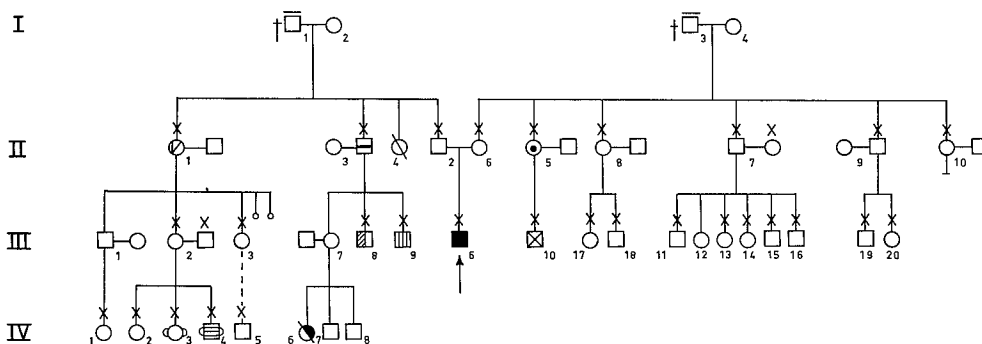 I † 1 2 † 3 4
II 1 3 4 2 6 5 8 7 9 10
III 1 2 3 7 8 9 6 10 17 18 11 12 13 14 15 16 19 20
IV 1 2 3 4 5 6 7 8